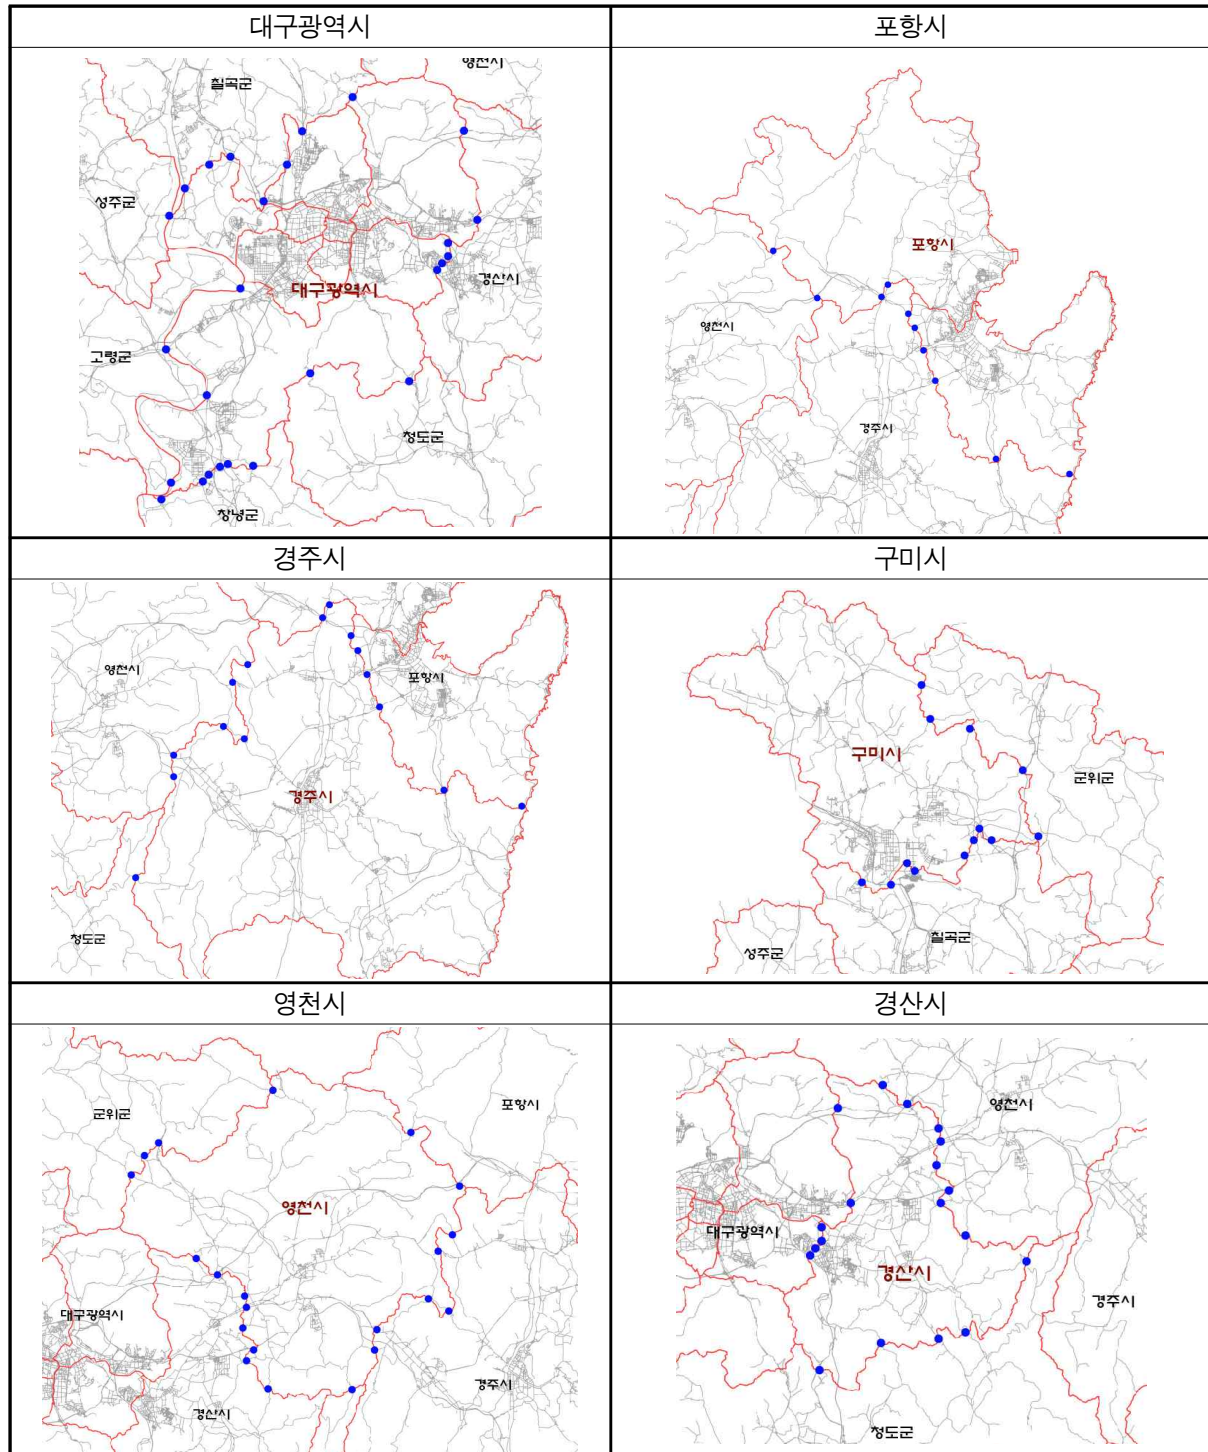 대구광역시
포항시
영천시
칠곡군
성주군
경산시
대구광역시
고령군
청도군
창녕군
포항시
영천시
경주시
경주시
구미시
영천시
포항시
경주시
청도군
구미시
군위군
칠곡군
성주군
영천시
경산시
포항시
군위군
영천시
대구광역시
경주시
경산시
영천시
대구광역시
경산시
경주시
청도군